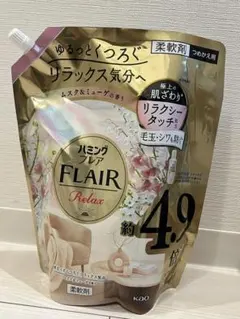 柔軟剤
つめかえ用
ゆるっとくつろぐ
リラックス気分へ
ムスク&ミューゲの香り
極上の
肌ざわり
リラクシー
タッチ
毛玉・シワも防ぐ
ハミング
フレア
FLAIR
Relax
約4.9
柔軟剤
Kao